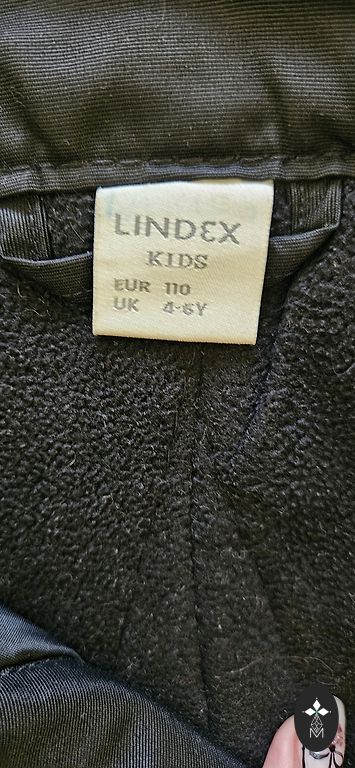 LINDEX
KIDS
EUR 110
UK 4-6Y
M